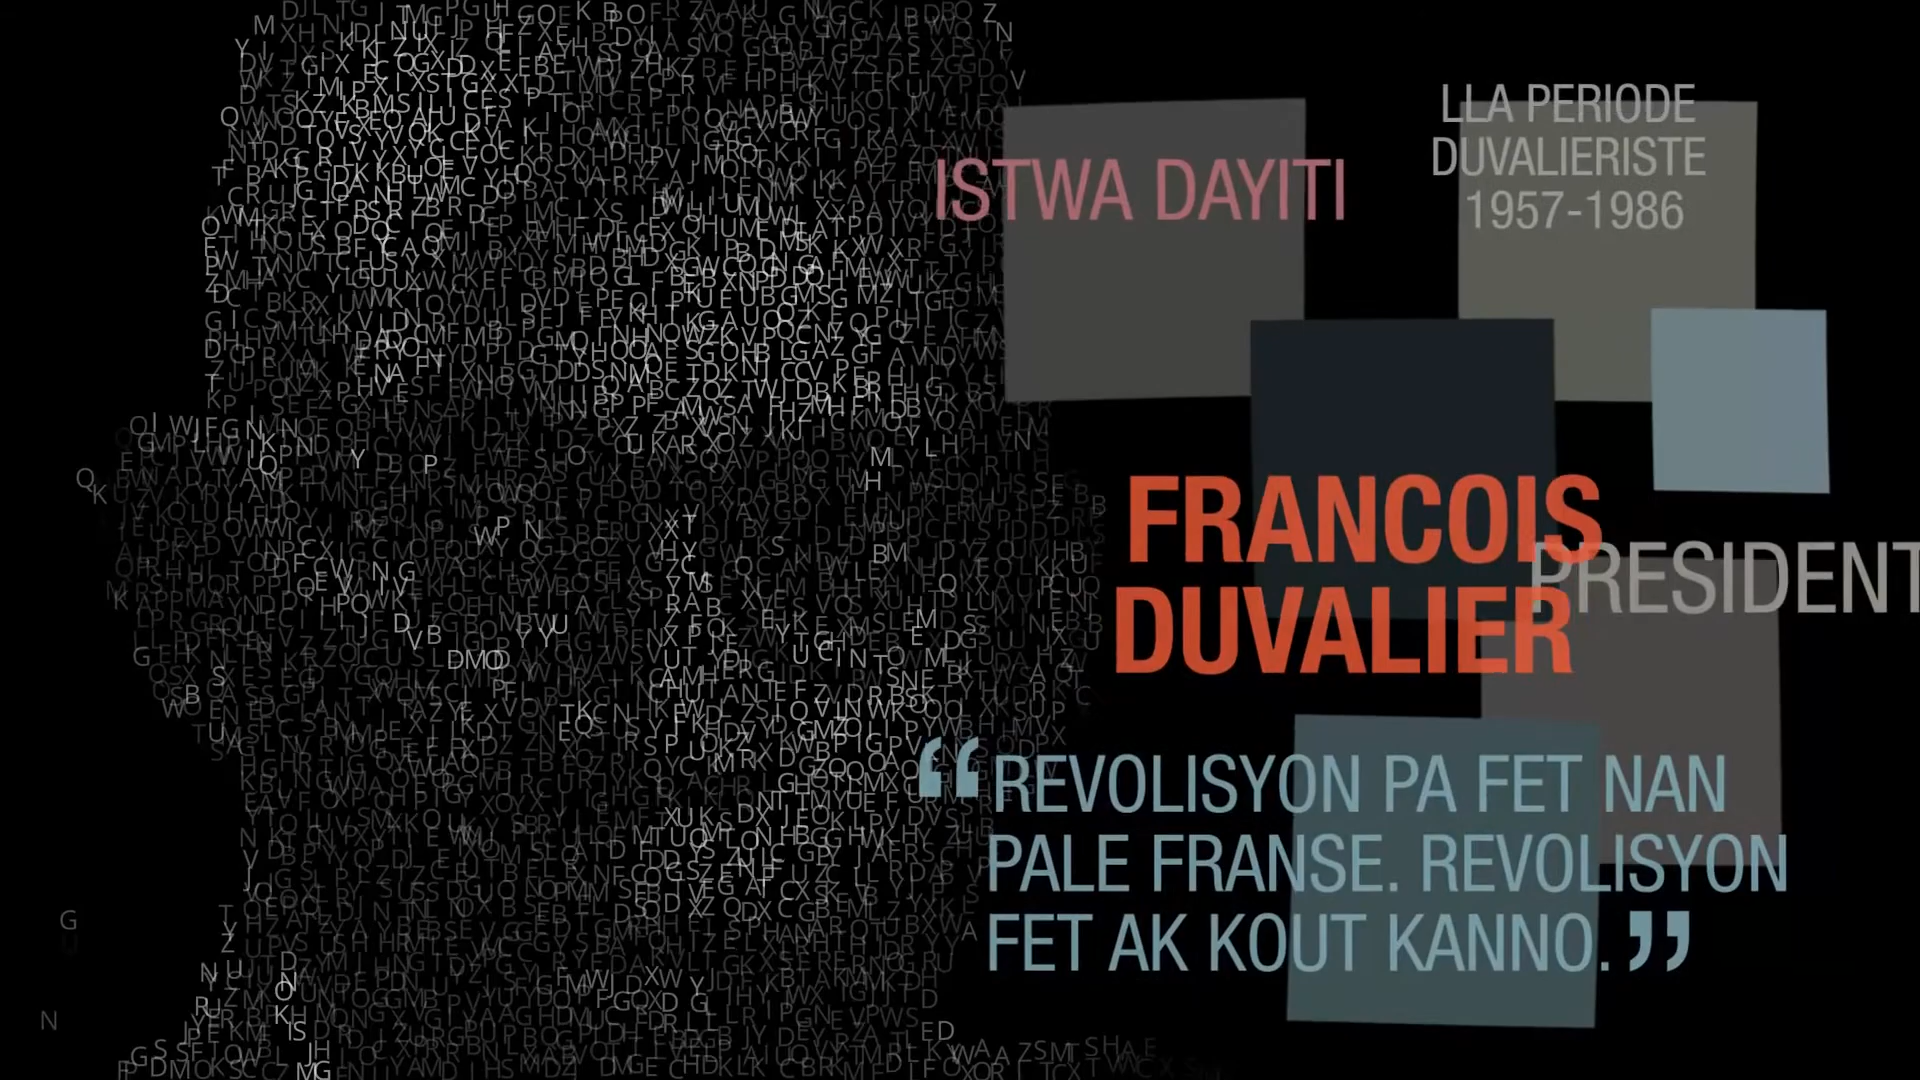 ISTWA DAYITI
LLA PERIODE
DUVALIERISTE
1957-1986
FRANCOIS
DUVALIER
PRESIDENT
“REVOLISYON PA FET NAN
PALE FRANSE. REVOLISYON
FET AK KOUT KANNO.”